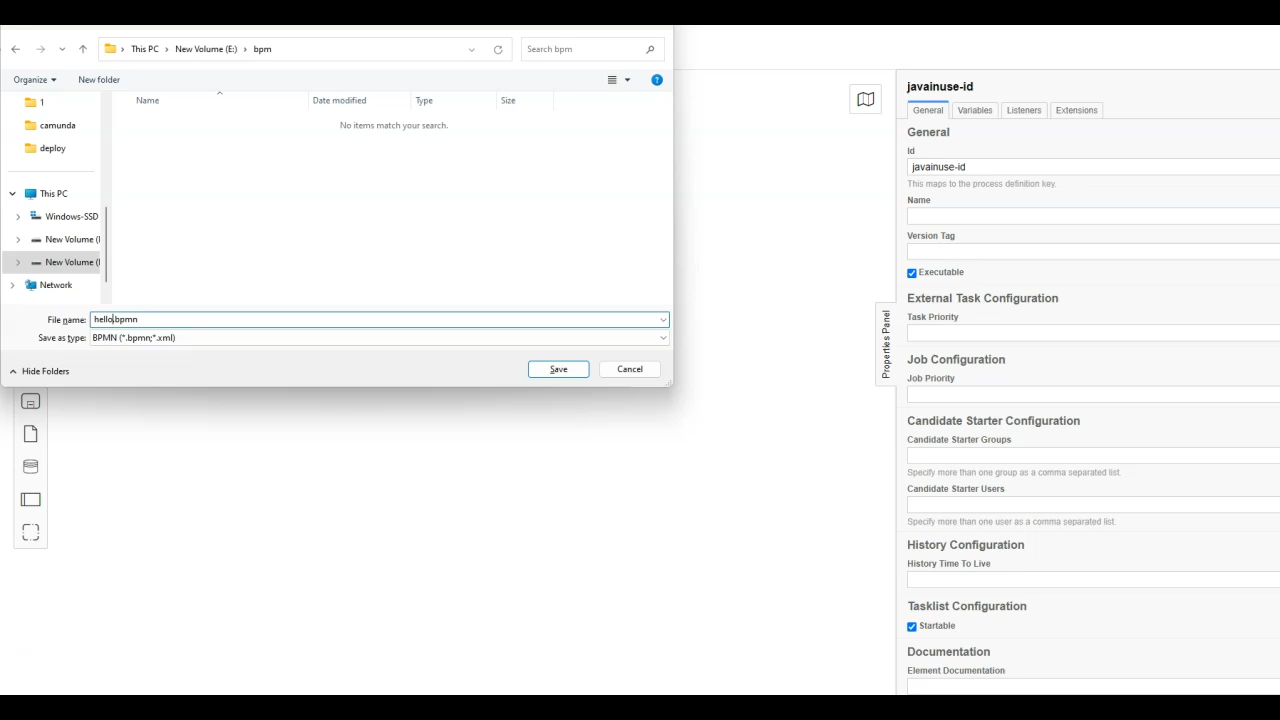 This PC > New Volume (E:) > bpm
Search bpm
Organize
New folder
Name
Date modified
Type
Size
1
camunda
deploy
No items match your search.
This PC
Windows-SSD
New Volume (
New Volume (
Network
File name: hello.bpmn
Save as type: BPMN (*.bpmn;*.xml)
Hide Folders
Save
Cancel
Properties Panel
javainuse-id
General
Variables
Listeners
Extensions
General
Id
javainuse-id
This maps to the process definition key.
Name
Version Tag
Executable
External Task Configuration
Task Priority
Job Configuration
Job Priority
Candidate Starter Configuration
Candidate Starter Groups
Specify more than one group as a comma separated list.
Candidate Starter Users
Specify more than one user as a comma separated list.
History Configuration
History Time To Live
Tasklist Configuration
Startable
Documentation
Element Documentation